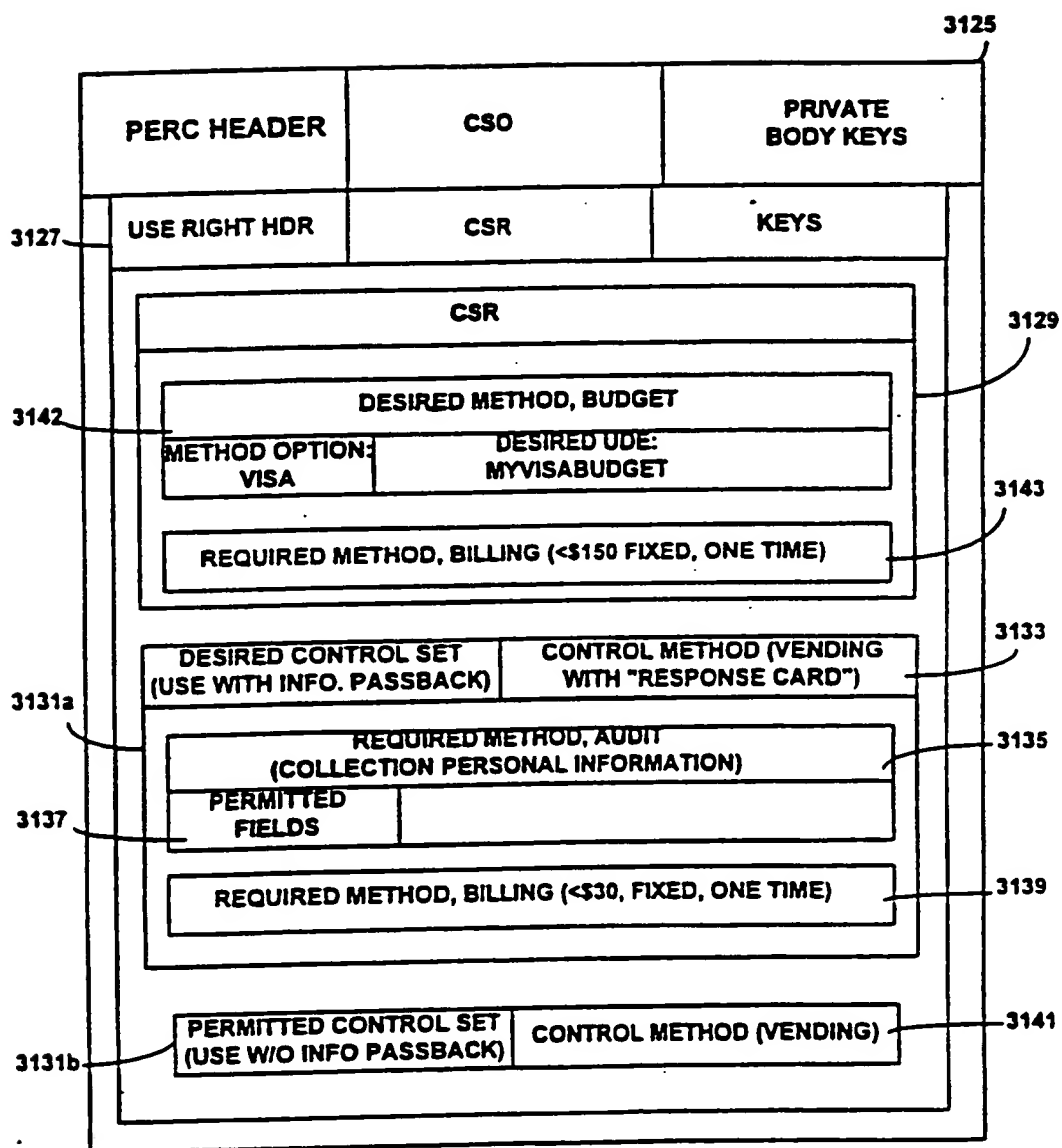 3125
PERC HEADER
CSO
PRIVATE
BODY KEYS
3127
USE RIGHT HDR
CSR
KEYS
CSR
3129
3142
DESIRED METHOD, BUDGET
METHOD OPTION:
VISA
DESIRED UDE:
MYVISABUDGET
3143
REQUIRED METHOD, BILLING (<$150 FIXED, ONE TIME)
3133
DESIRED CONTROL SET
(USE WITH INFO. PASSBACK)
CONTROL METHOD (VENDING
WITH "RESPONSE CARD")
3131a
REQUIRED METHOD, AUDIT
(COLLECTION PERSONAL INFORMATION)
3135
3137
PERMITTED
FIELDS
REQUIRED METHOD, BILLING (<$30, FIXED, ONE TIME)
3139
PERMITTED CONTROL SET
(USE W/O INFO PASSBACK)
CONTROL METHOD (VENDING)
3141
3131b